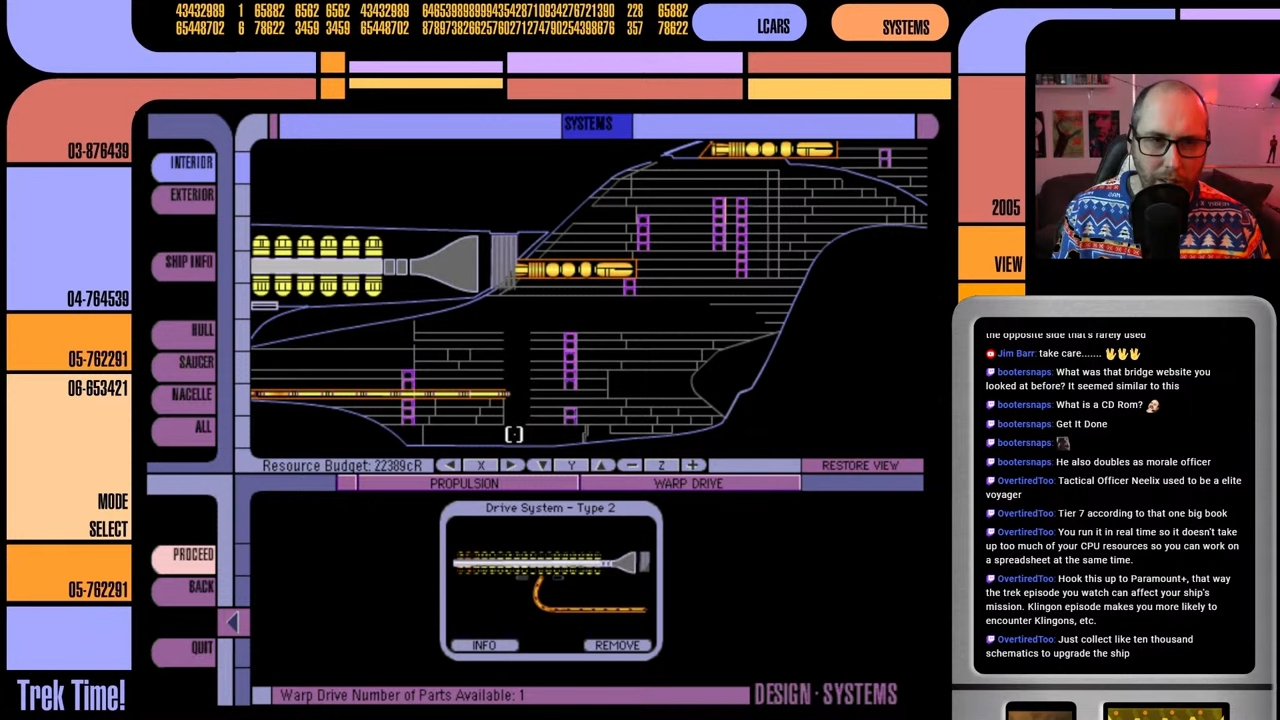 43432989 1 65882 6562 6562 43432989 64653989899435428710934276721390 228 65882
65448702 6 78622 3459 3459 65448702 878973826625760271274790254398676 357 78622
LCARS
SYSTEMS
03-876439
04-764539
05-762291
06-653421
MODE
SELECT
05-762291
Trek Time!
SYSTEMS
INTERIOR
EXTERIOR
SHIP INFO
HULL
SAUCER
NACELLE
ALL
PROCEED
BACK
QUIT
Resource Budget: 22389cR
X
Y
Z
RESTORE VIEW
PROPULSION
WARP DRIVE
Drive System - Type 2
INFO
REMOVE
Warp Drive Number of Parts Available: 1
DESIGN·SYSTEMS
2005
VIEW
the opposite side that's rarely used
Jim Barr: take care....... 🖖🖖🖖
bootersnaps: What was that bridge website you
looked at before? It seemed similar to this
bootersnaps: What is a CD Rom?
bootersnaps: Get It Done
bootersnaps:
bootersnaps: He also doubles as morale officer
OvertiredToo: Tactical Officer Neelix used to be a elite
voyager
OvertiredToo: Tier 7 according to that one big book
OvertiredToo: You run it in real time so it doesn't take
up too much of your CPU resources so you can work on
a spreadsheet at the same time.
OvertiredToo: Hook this up to Paramount+, that way
the trek episode you watch can affect your ship's
mission. Klingon episode makes you more likely to
encounter Klingons, etc.
OvertiredToo: Just collect like ten thousand
schematics to upgrade the ship